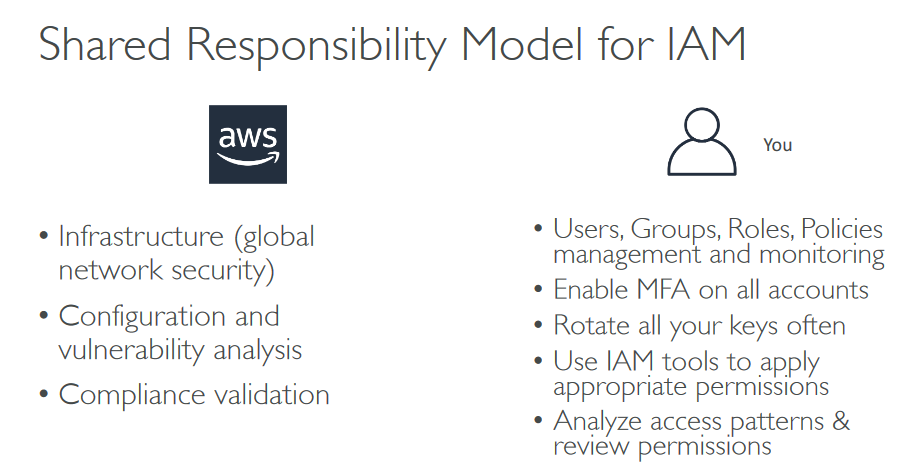 Shared Responsibility Model for IAM
aws
You
• Infrastructure (global
network security)
• Configuration and
vulnerability analysis
• Compliance validation
• Users, Groups, Roles, Policies
management and monitoring
• Enable MFA on all accounts
• Rotate all your keys often
• Use IAM tools to apply
appropriate permissions
• Analyze access patterns &
review permissions